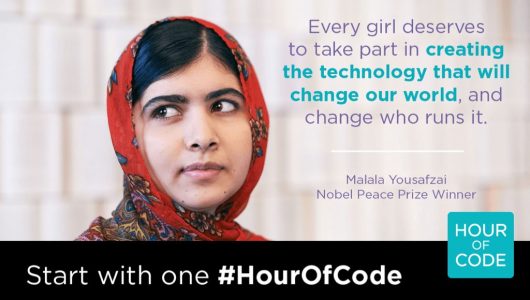 Every girl deserves
to take part in creating
the technology that will
change our world, and
change who runs it.
Malala Yousafzai
Nobel Peace Prize Winner
HOUR
OF
CODE
Start with one #HourOfCode